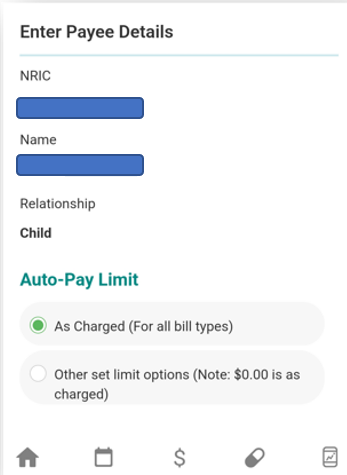 Enter Payee Details
NRIC
Name
Relationship
Child
Auto-Pay Limit
As Charged (For all bill types)
Other set limit options (Note: $0.00 is as
charged)